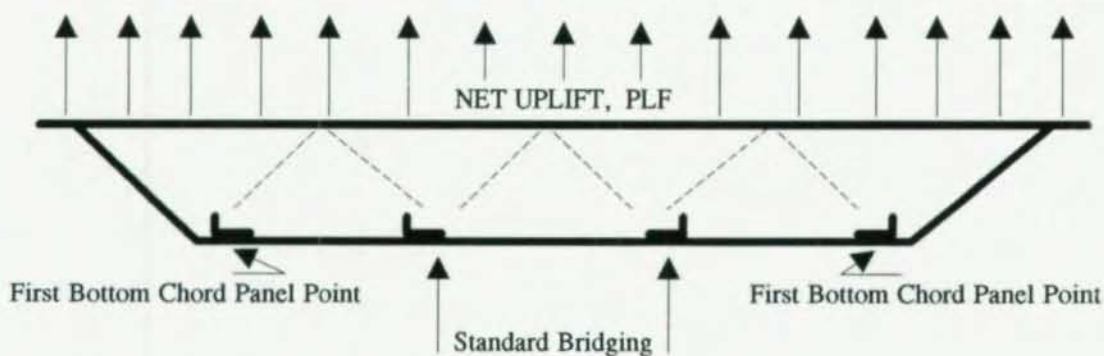 NET UPLIFT, PLF
First Bottom Chord Panel Point
First Bottom Chord Panel Point
Standard Bridging